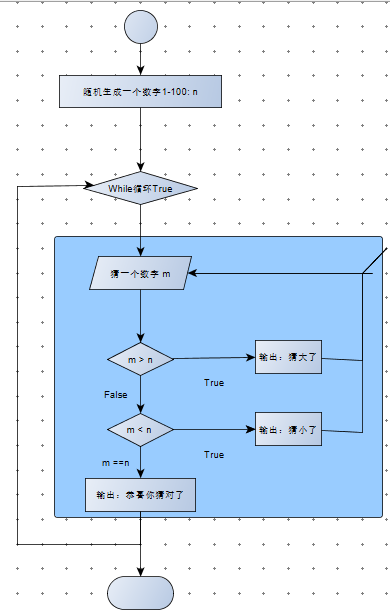 随机生成一个数字1-100: n
While循环True
猜一个数字 m
m > n
输出：猜大了
True
False
m < n
输出：猜小了
True
m ==n
输出：恭喜你猜对了